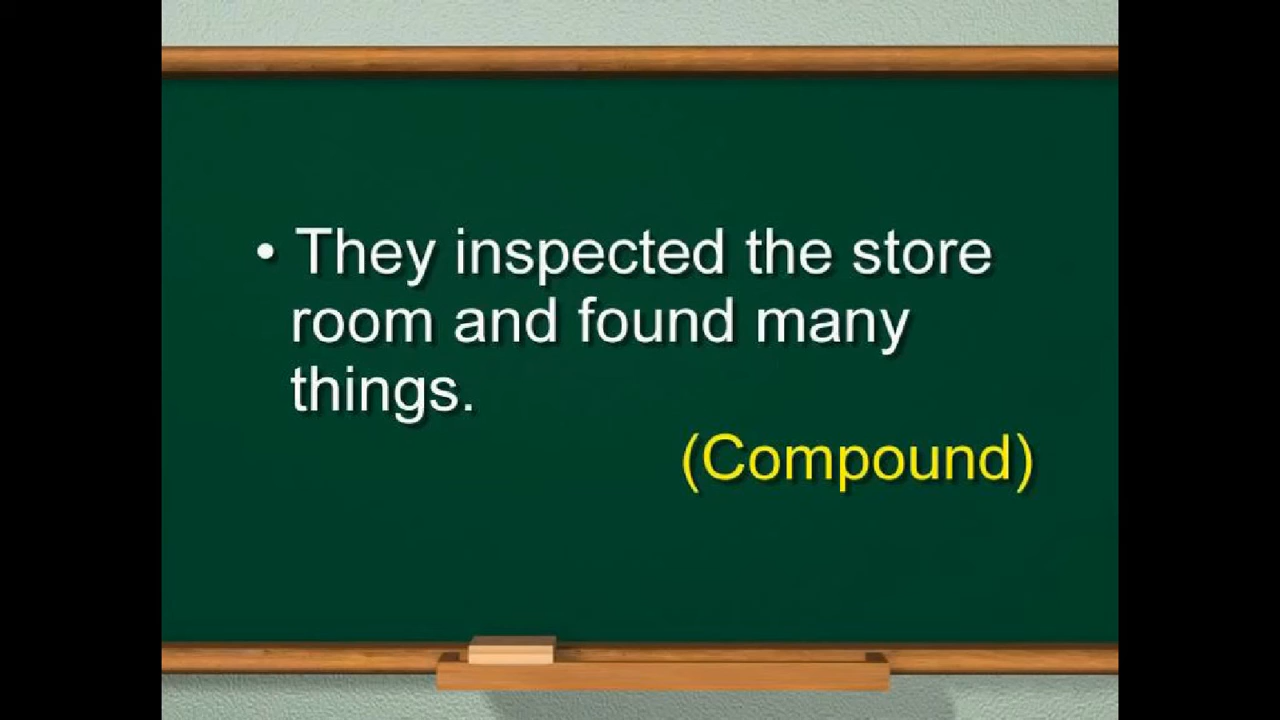 • They inspected the store
room and found many
things.
(Compound)